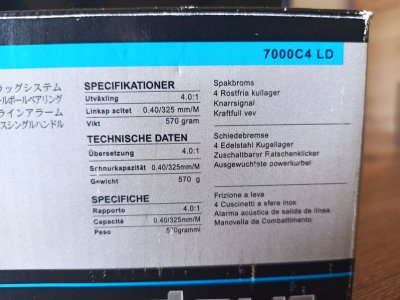 7000C4 LD
ラッグシステム
ールボールベアリング
ラインアラーム
スシングルハンドル
SPECIFIKATIONER
Utväxling 4.0:1
Linkap acitet 0.40/325 mm/M
Vikt 570 gram
Spakbroms
4 Rostfria kullager
Knarrsignal
Kraftfull vev
TECHNISCHE DATEN
Übersetzung 4.0:1
Schnurkapazität 0.40/325mm/M
Gewicht 570 g
Schiedebremse
4 Edelstahl Kugellager
Zuschaltbarer Ratschenklicker
Ausgewuchste powerkurbel
SPECIFICHE
Rapporto 4.0:1
Capacità 0.40/325mm/M
Peso 570grammi
Frizione a leva
4 Cuscinetti a sfere inox
Alarma acústica de salida de línea
Manovella da Combattimento